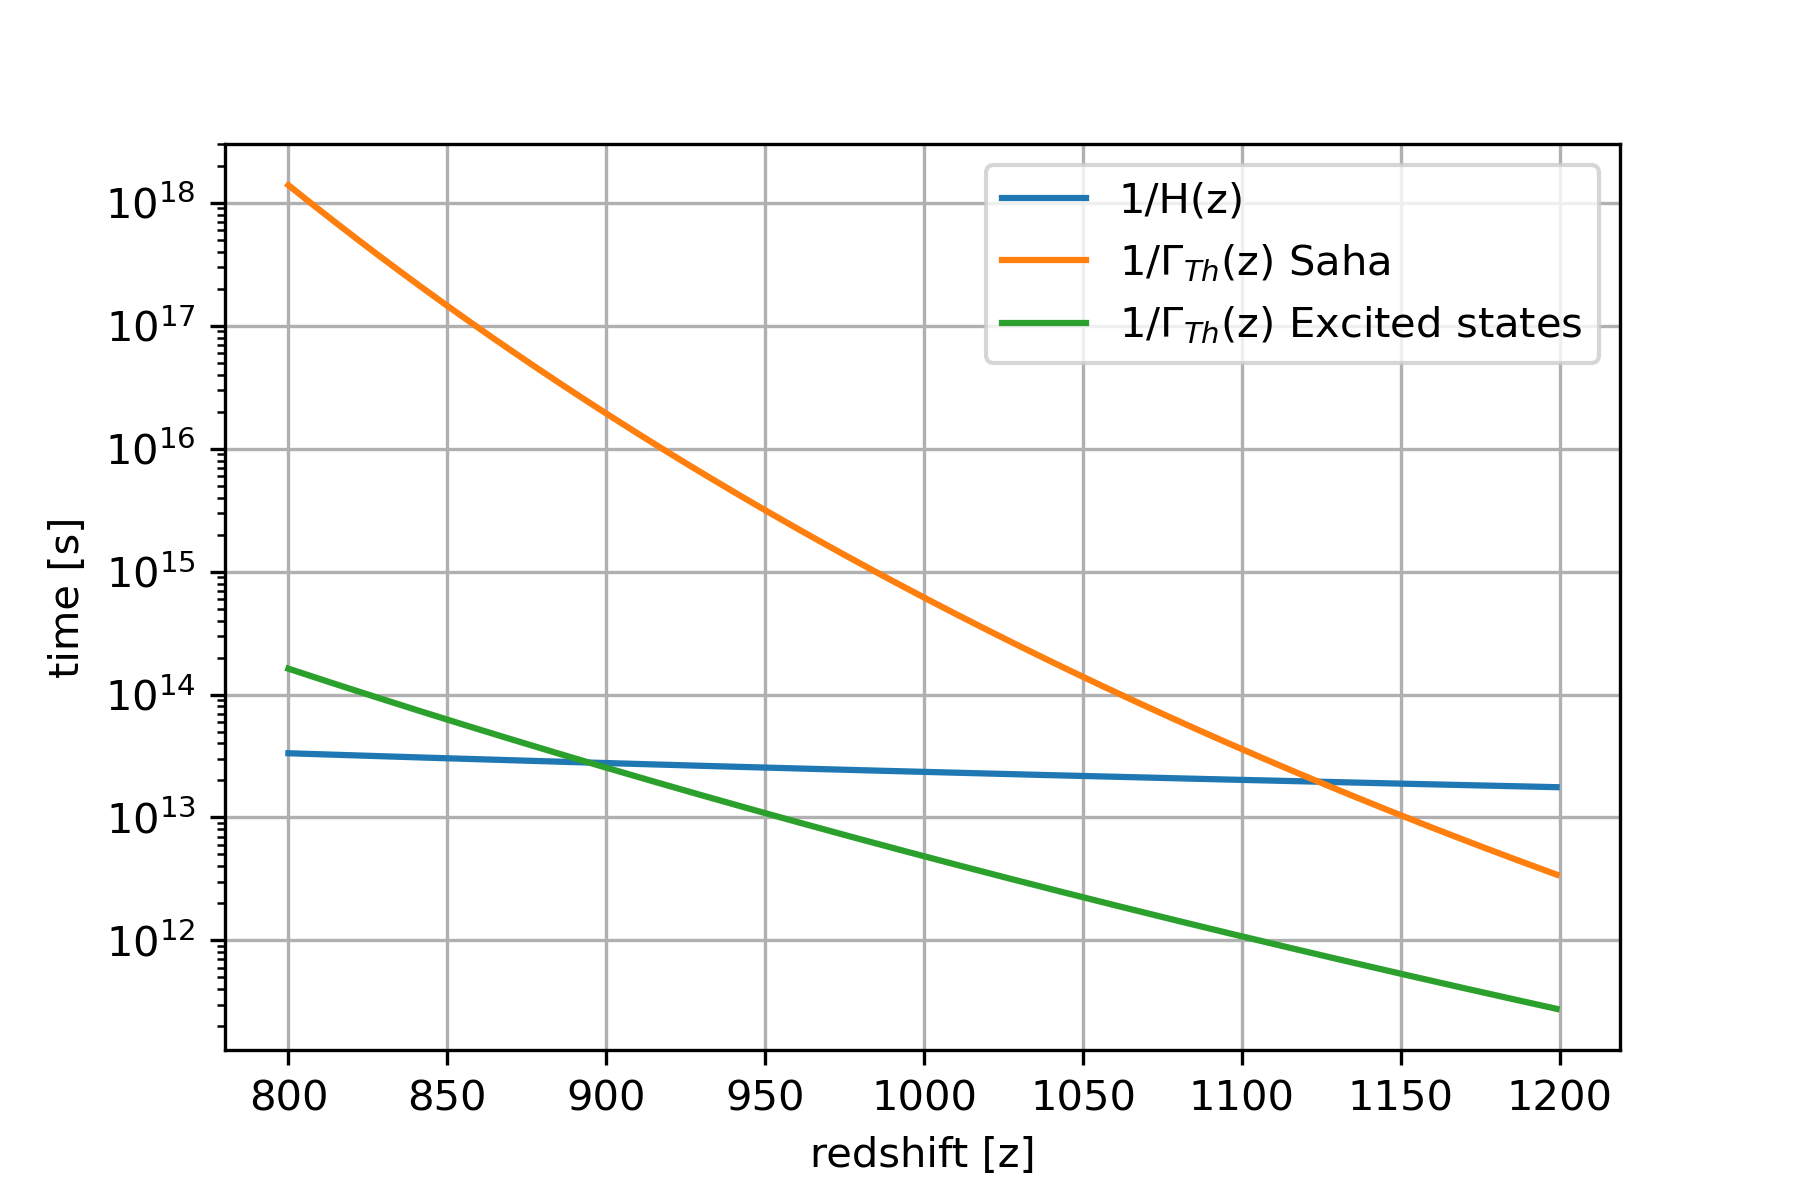 1/H(z)
1/Γ_Th(z) Saha
1/Γ_Th(z) Excited states
10^18
10^17
10^16
10^15
10^14
10^13
10^12
time [s]
800 850 900 950 1000 1050 1100 1150 1200
redshift [z]